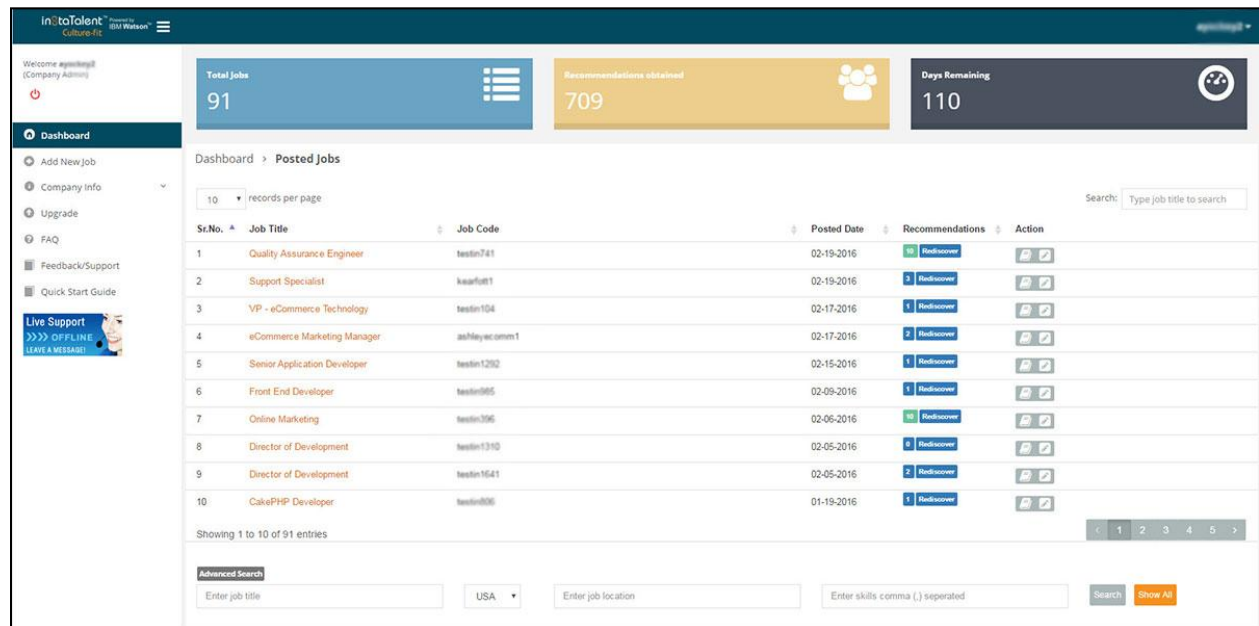 in8taTalent™ Powered by IBM Watson™
Culture-fit
Welcome
(Company Admin)
Total Jobs
91
Recommendations obtained
709
Days Remaining
110
Dashboard
Add New Job
Company Info
Upgrade
FAQ
Feedback/Support
Quick Start Guide
Live Support
>>>> OFFLINE
LEAVE A MESSAGE!
Dashboard > Posted Jobs
10 records per page
Search: Type job title to search
Sr.No. Job Title Job Code Posted Date Recommendations Action
1 Quality Assurance Engineer testin741 02-19-2016 10 Rediscover
2 Support Specialist 02-19-2016 3 Rediscover
3 VP - eCommerce Technology testin104 02-17-2016 1 Rediscover
4 eCommerce Marketing Manager ashleyecomm1 02-17-2016 2 Rediscover
5 Senior Application Developer testin1292 02-15-2016 1 Rediscover
6 Front End Developer 02-09-2016 1 Rediscover
7 Online Marketing testin396 02-06-2016 10 Rediscover
8 Director of Development testin1310 02-05-2016 0 Rediscover
9 Director of Development testin1641 02-05-2016 2 Rediscover
10 CakePHP Developer 01-19-2016 1 Rediscover
Showing 1 to 10 of 91 entries
< 1 2 3 4 5 >
Advanced Search
Enter job title USA Enter job location Enter skills comma (,) seperated Search Show All